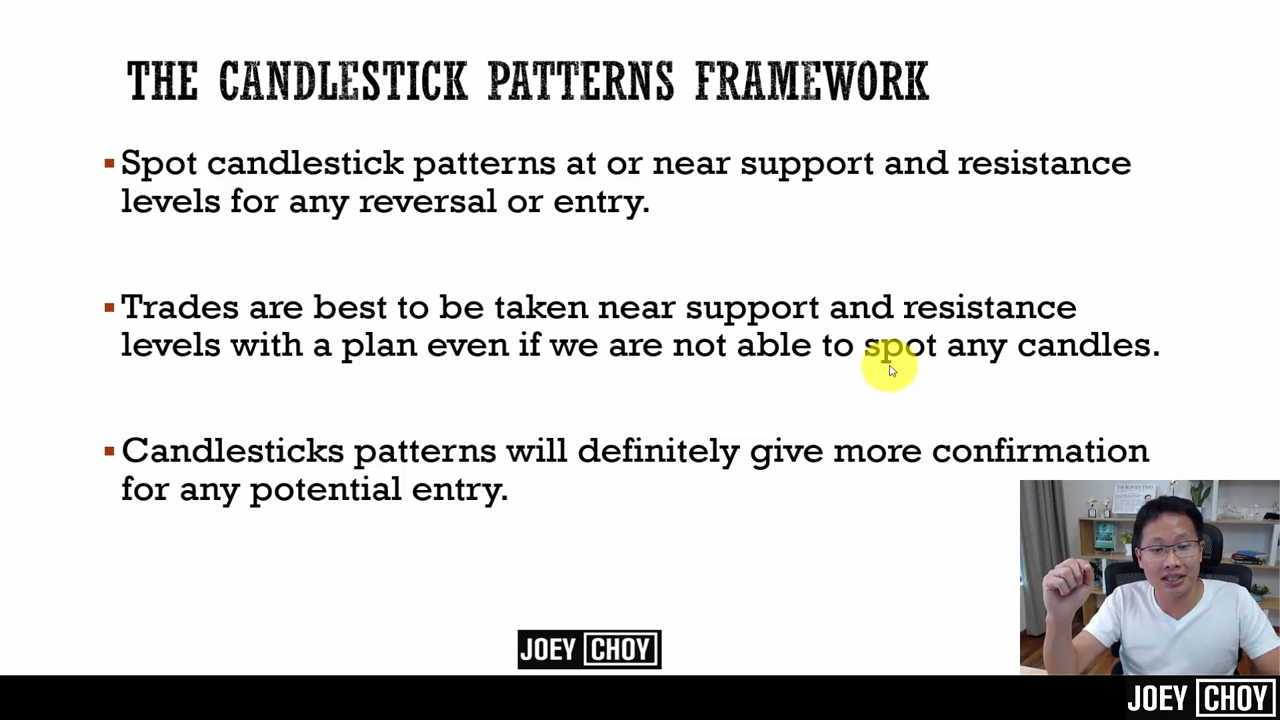 THE CANDLESTICK PATTERNS FRAMEWORK
Spot candlestick patterns at or near support and resistance
levels for any reversal or entry.
Trades are best to be taken near support and resistance
levels with a plan even if we are not able to spot any candles.
Candlesticks patterns will definitely give more confirmation
for any potential entry.
JOEY CHOY
JOEY CHOY